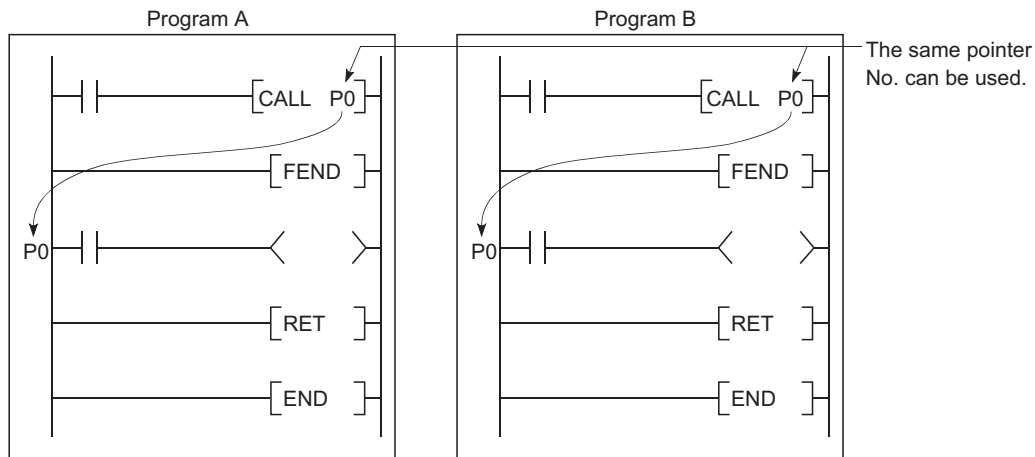 Program A
CALL P0
FEND
P0
RET
END
Program B
CALL P0
FEND
P0
RET
END
The same pointer
No. can be used.